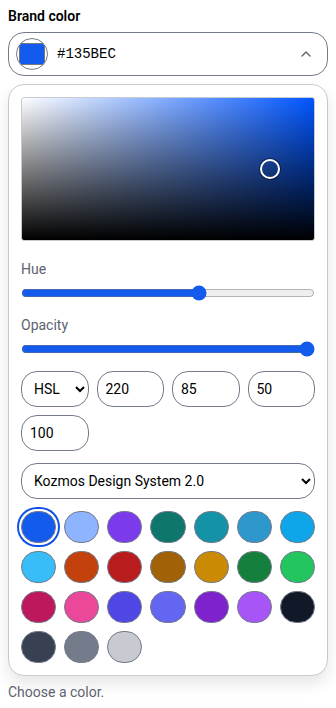 Brand color
#135BEC
Hue
Opacity
HSL 220 85 50
100
Kozmos Design System 2.0
Choose a color.